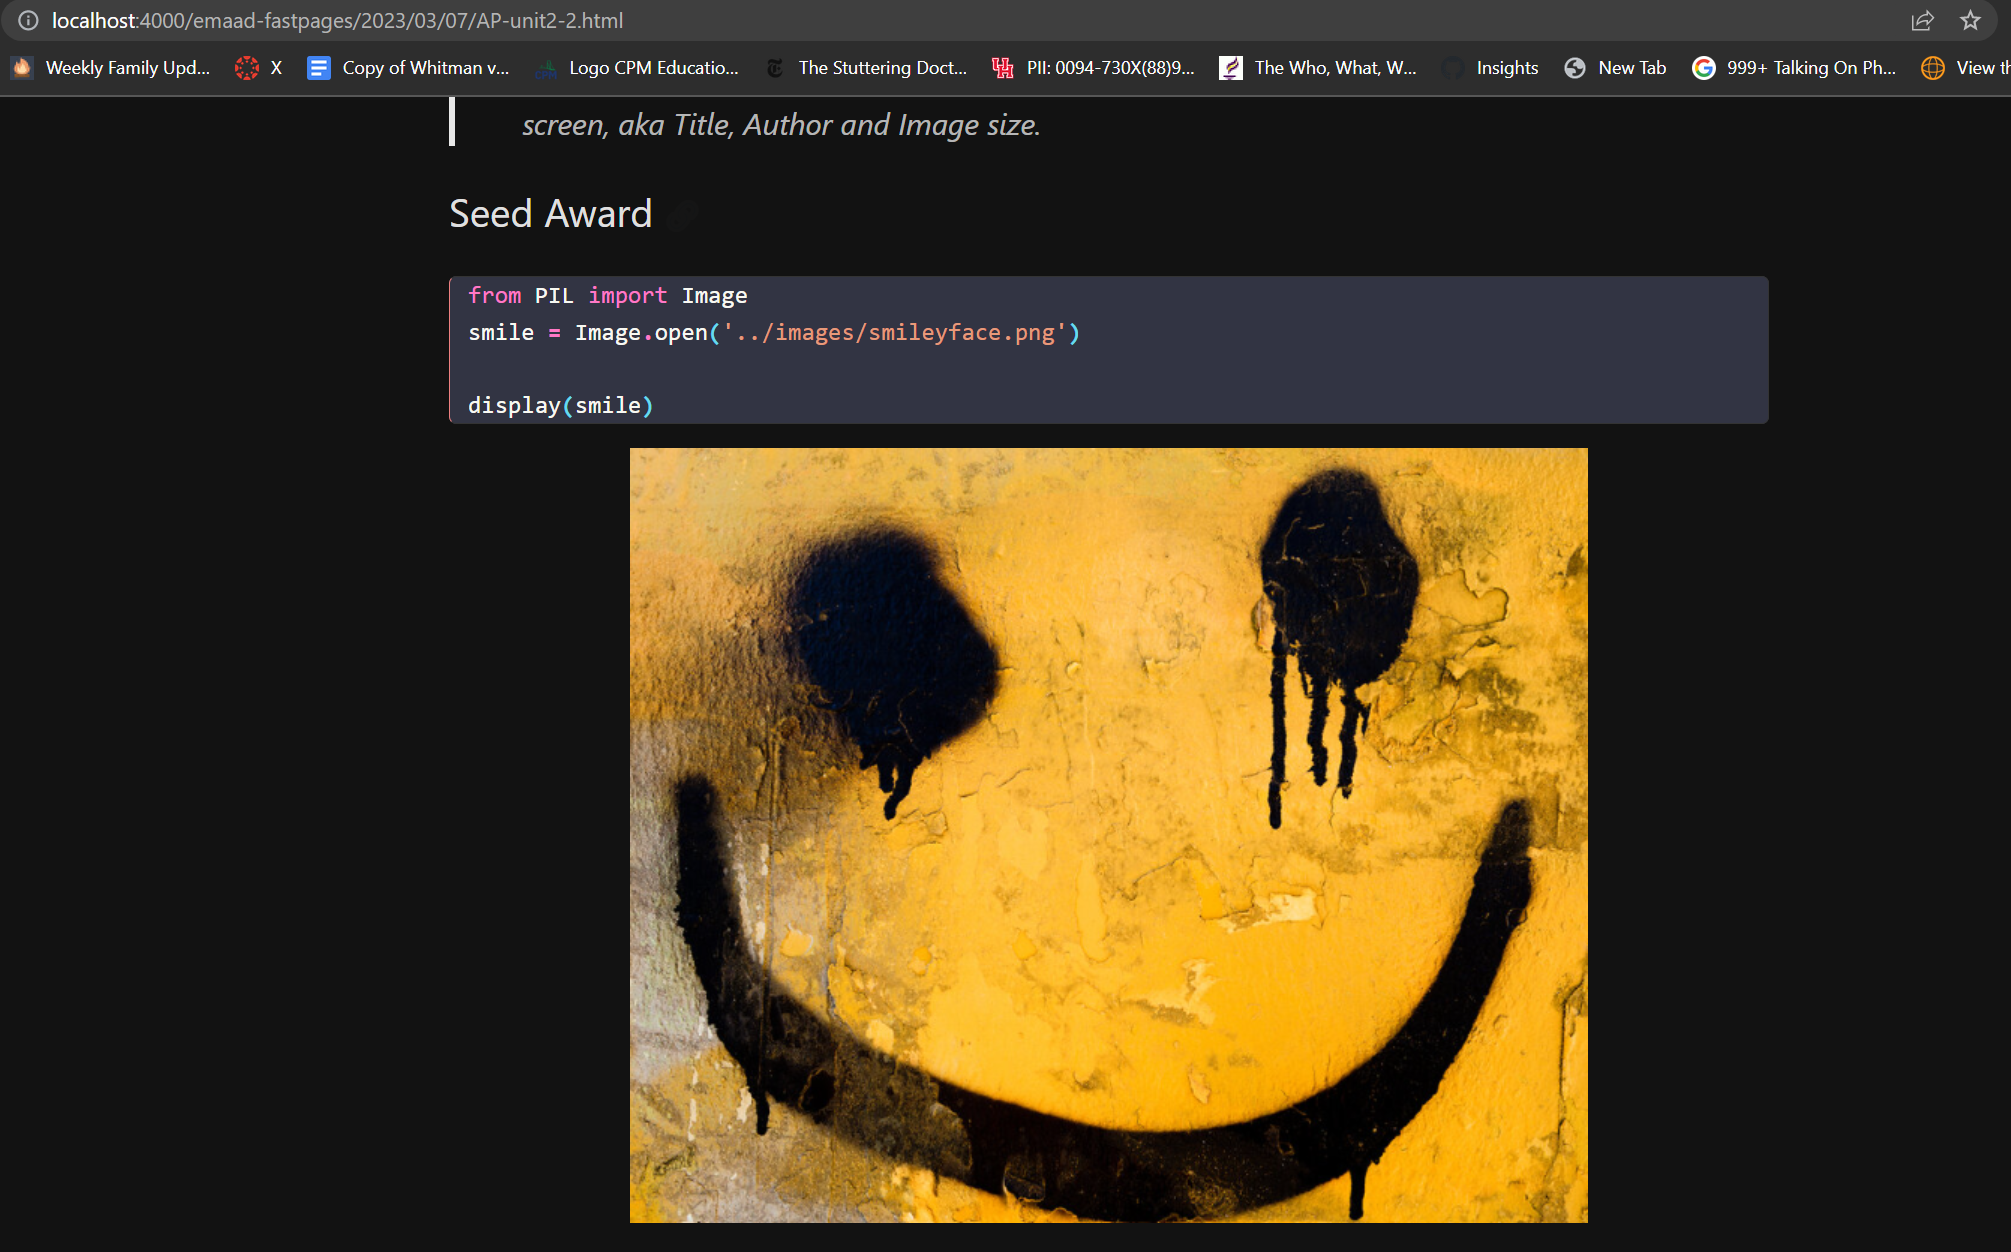 localhost:4000/emaad-fastpages/2023/03/07/AP-unit2-2.html
Weekly Family Upd... X Copy of Whitman v... Logo CPM Educatio... The Stuttering Doct... PII: 0094-730X(88)9... The Who, What, W... Insights New Tab 999+ Talking On Ph... View th
screen, aka Title, Author and Image size.
Seed Award
from PIL import Image
smile = Image.open('../images/smileyface.png')
display(smile)